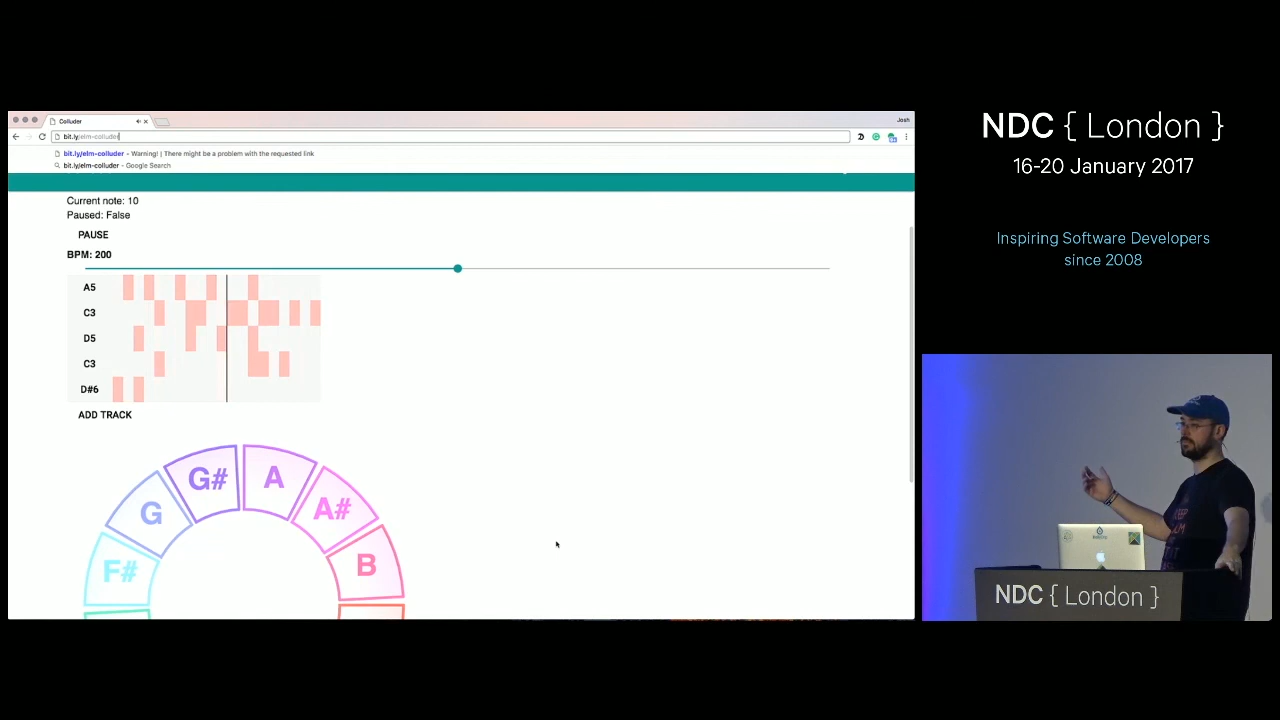 Colluder
Josh
bit.ly/elm-colluder
bit.ly/elm-colluder - Warning! | There might be a problem with the requested link
bit.ly/elm-colluder - Google Search
Current note: 10
Paused: False
PAUSE
BPM: 200
A5
C3
D5
C3
D#6
ADD TRACK
G#
A
G
A#
F#
B
NDC { London }
16-20 January 2017
Inspiring Software Developers
since 2008
NDC { London }